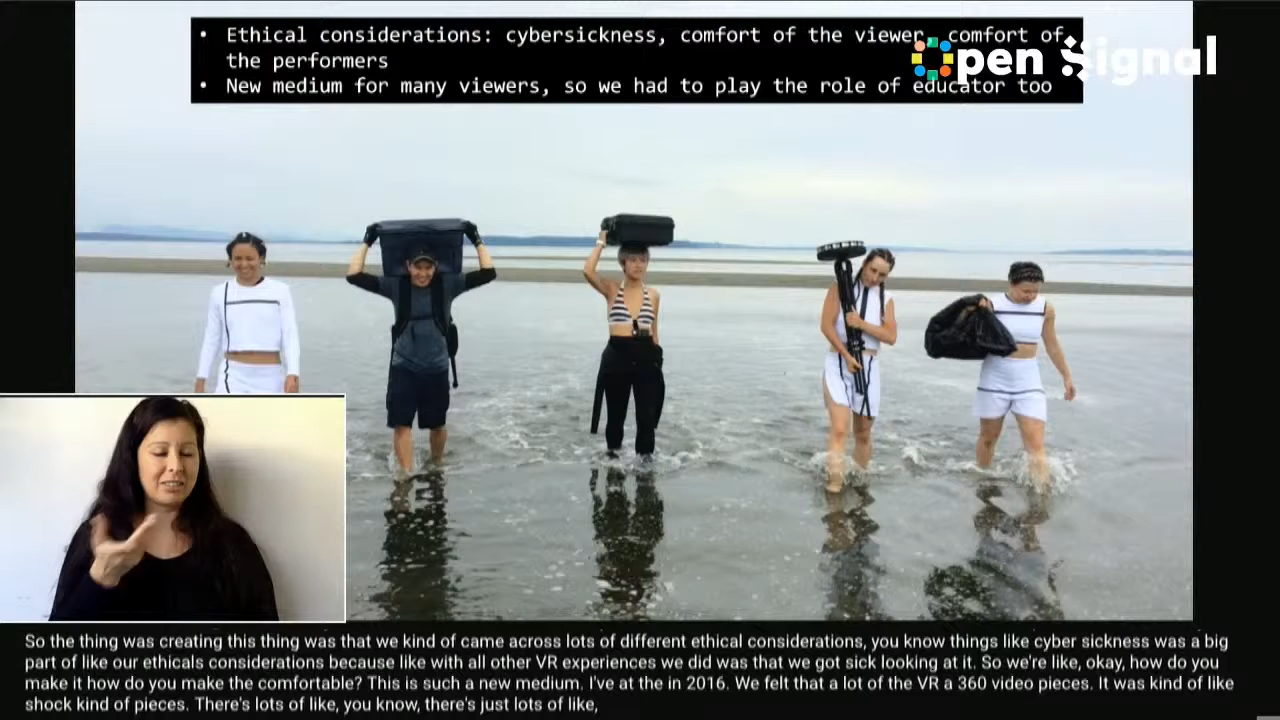 • Ethical considerations: cybersickness, comfort of the viewer, comfort of
the performers
• New medium for many viewers, so we had to play the role of educator too
Open Signal
So the thing was creating this thing was that we kind of came across lots of different ethical considerations, you know things like cyber sickness was a big
part of like our ethicals considerations because like with all other VR experiences we did was that we got sick looking at it. So we're like, okay, how do you
make it how do you make the comfortable? This is such a new medium. I've at the in 2016. We felt that a lot of the VR a 360 video pieces. It was kind of like
shock kind of pieces. There's lots of like, you know, there's just lots of like,